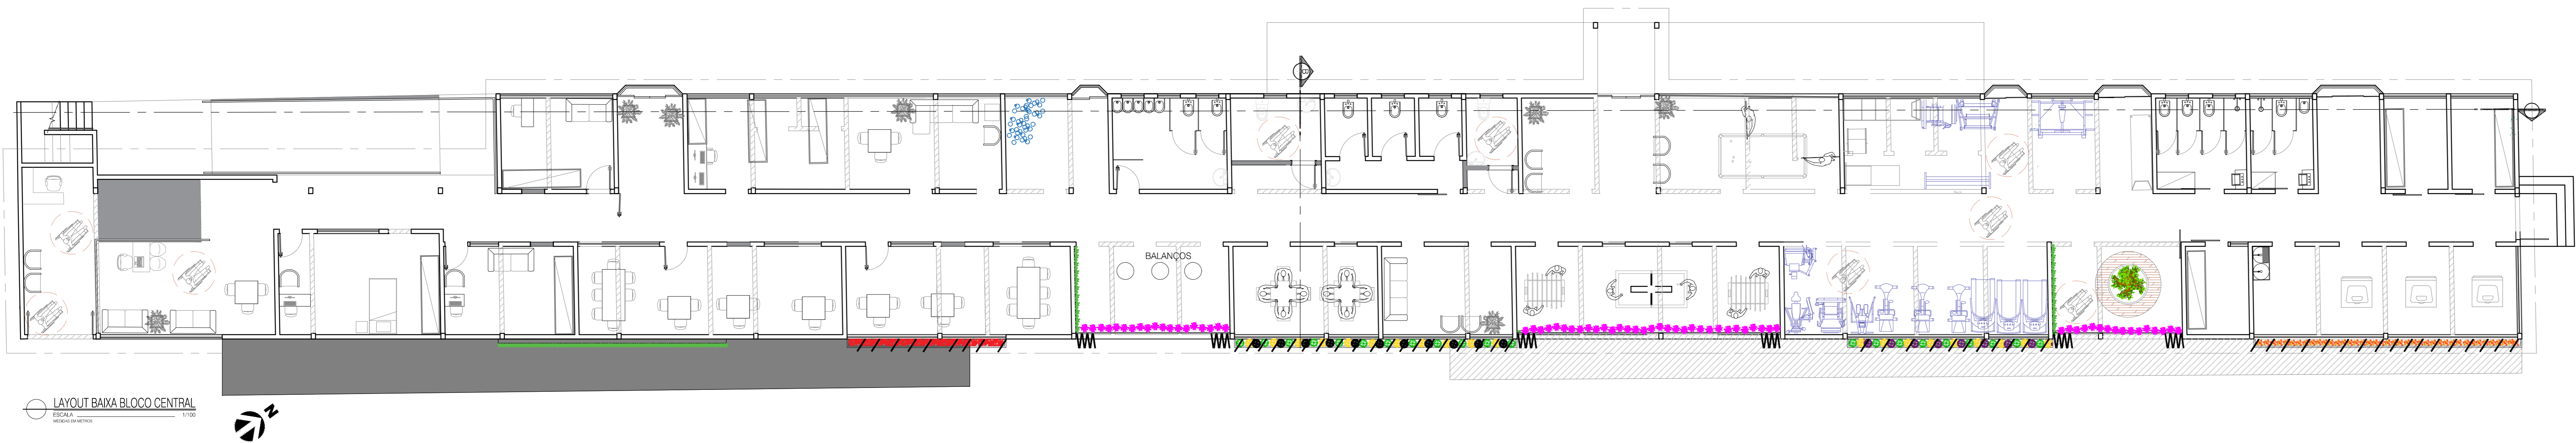 BALANÇOS
LAYOUT BAIXA BLOCO CENTRAL
ESCALA 1/100
MEDIDAS EM METROS
N